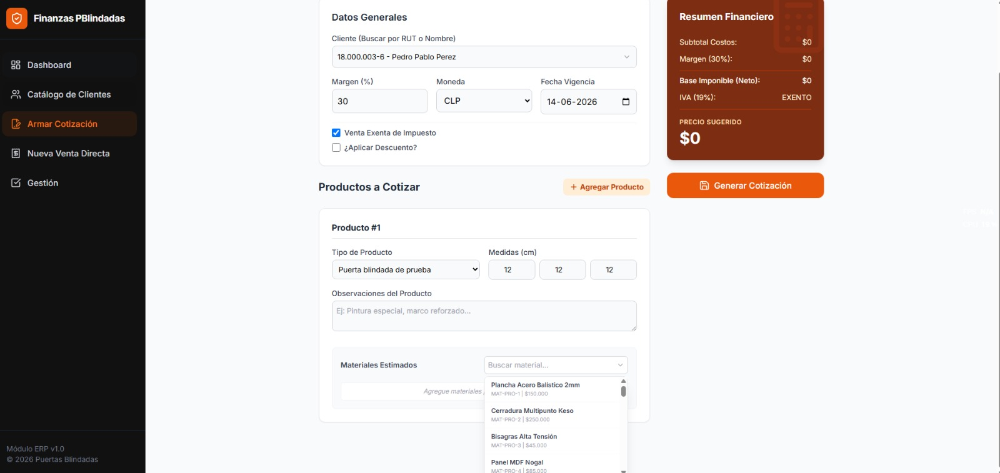 Finanzas PBlindadas
Dashboard
Catálogo de Clientes
Armar Cotización
Nueva Venta Directa
Gestión
Módulo ERP v1.0
© 2026 Puertas Blindadas
Datos Generales
Cliente (Buscar por RUT o Nombre)
18.000.003-6 - Pedro Pablo Perez
Margen (%) Moneda Fecha Vigencia
30 CLP 14-06-2026
Venta Exenta de Impuesto
¿Aplicar Descuento?
Productos a Cotizar
+ Agregar Producto
Producto #1
Tipo de Producto Medidas (cm)
Puerta blindada de prueba 12 12 12
Observaciones del Producto
Ej: Pintura especial, marco reforzado...
Materiales Estimados Buscar material...
Agregue materiales
Plancha Acero Balístico 2mm
MAT-PRO-1 | $150.000
Cerradura Multipunto Keso
MAT-PRO-2 | $250.000
Bisagras Alta Tensión
MAT-PRO-3 | $45.000
Panel MDF Nogal
MAT-PRO-4 | $85.000
Resumen Financiero
Subtotal Costos: $0
Margen (30%): $0
Base Imponible (Neto): $0
IVA (19%): EXENTO
PRECIO SUGERIDO
$0
Generar Cotización